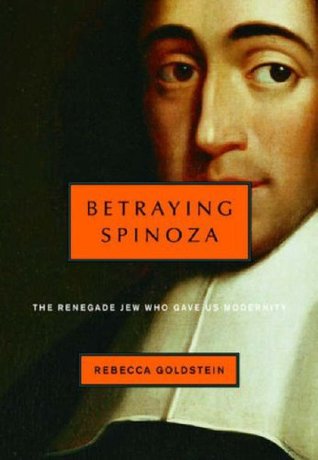 BETRAYING
SPINOZA
THE RENEGADE JEW WHO GAVE US MODERNITY
REBECCA GOLDSTEIN